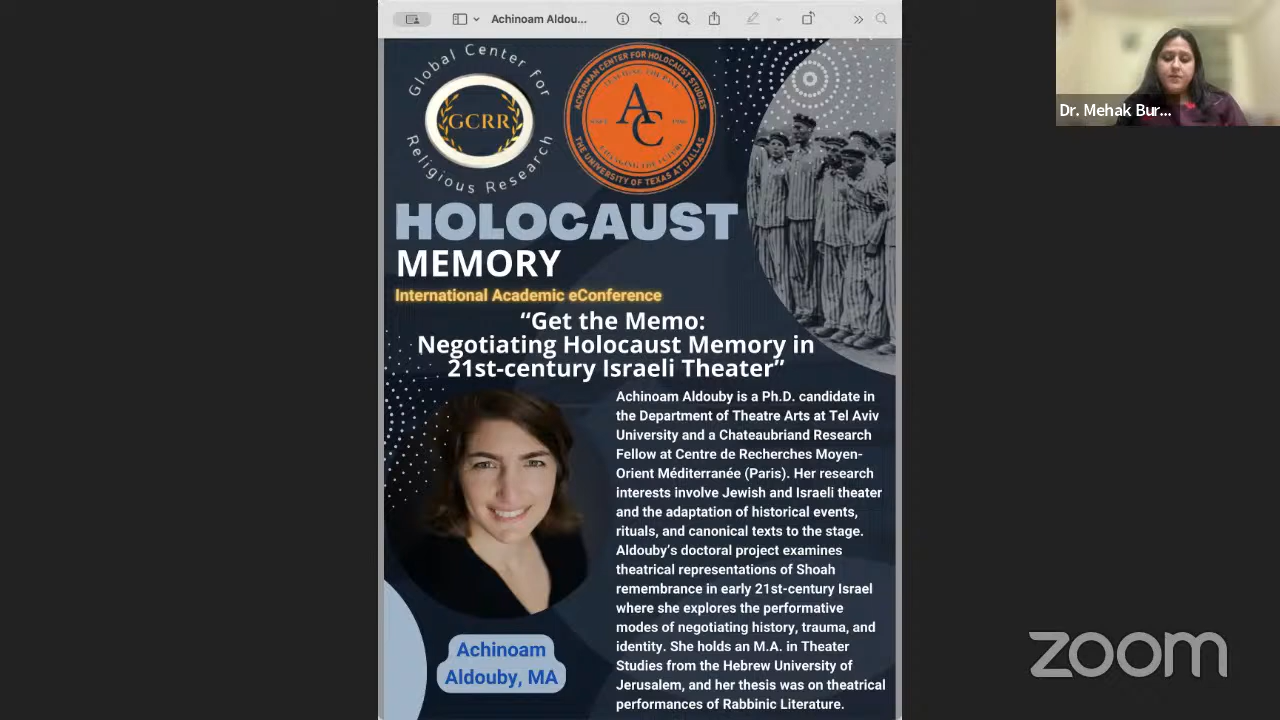 Achinoam Aldou...
Dr. Mehak Bur...
Global Center for
GCRR
Religious Research
ACKERMAN CENTER FOR HOLOCAUST STUDIES
TEACHING THE PAST
AC
CHANGING THE FUTURE
THE UNIVERSITY OF TEXAS AT DALLAS
HOLOCAUST
MEMORY
International Academic eConference
“Get the Memo:
Negotiating Holocaust Memory in
21st-century Israeli Theater”
Achinoam Aldouby is a Ph.D. candidate in
the Department of Theatre Arts at Tel Aviv
University and a Chateaubriand Research
Fellow at Centre de Recherches Moyen-
Orient Méditerranée (Paris). Her research
interests involve Jewish and Israeli theater
and the adaptation of historical events,
rituals, and canonical texts to the stage.
Aldouby’s doctoral project examines
theatrical representations of Shoah
remembrance in early 21st-century Israel
where she explores the performative
modes of negotiating history, trauma, and
identity. She holds an M.A. in Theater
Studies from the Hebrew University of
Jerusalem, and her thesis was on theatrical
performances of Rabbinic Literature.
Achinoam
Aldouby, MA
zoom